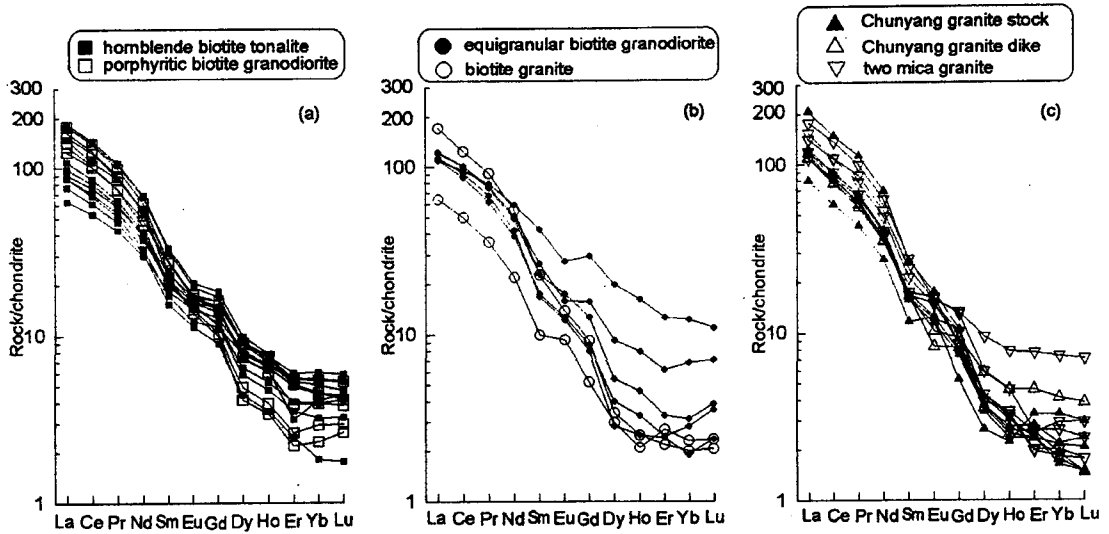 hornblende biotite tonalite
porphyritic biotite granodiorite
300
200
(a)
100
Rock/chondrite
10
1
La Ce Pr Nd Sm Eu Gd Dy Ho Er Yb Lu
equigranular biotite granodiorite
biotite granite
300
200
(b)
100
Rock/chondrite
10
1
La Ce Pr Nd Sm Eu Gd Dy Ho Er Yb Lu
Chunyang granite stock
Chunyang granite dike
two mica granite
300
200
(c)
100
Rock/chondrite
10
1
La Ce Pr Nd Sm Eu Gd Dy Ho Er Yb Lu